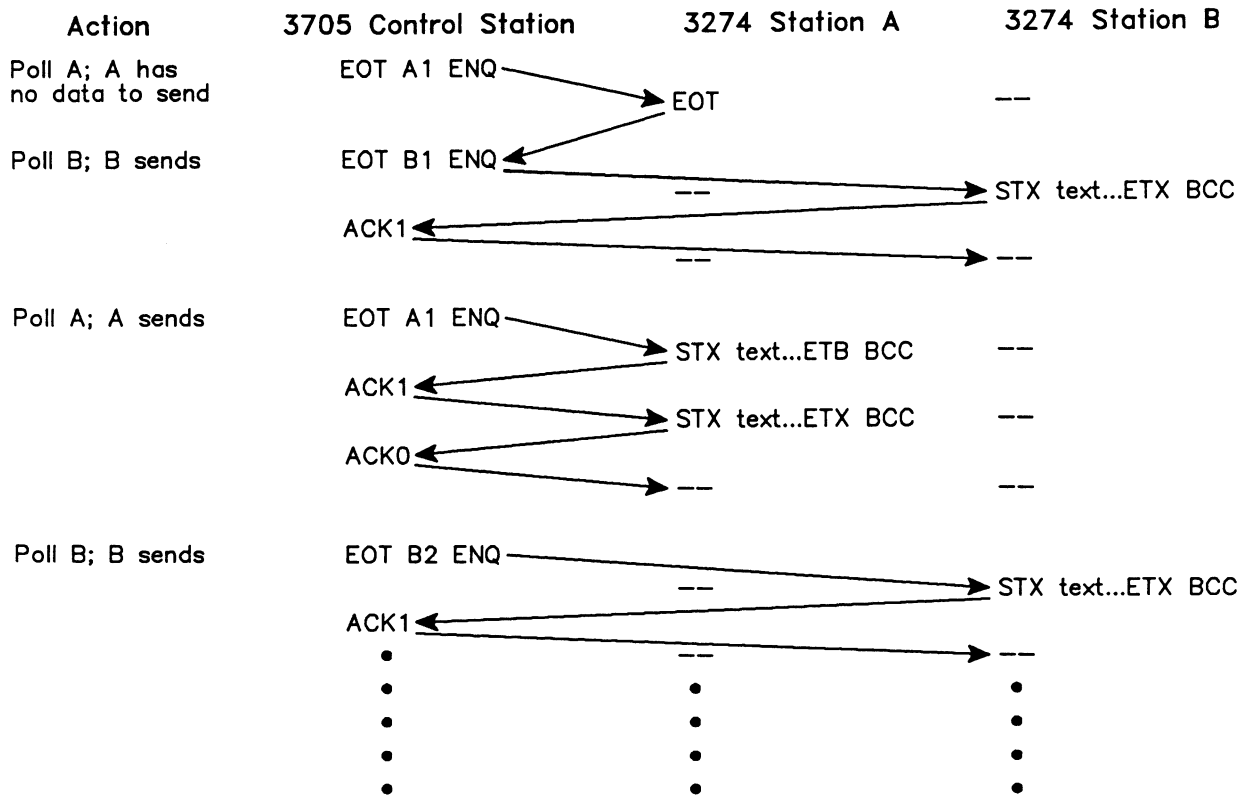 Action 3705 Control Station 3274 Station A 3274 Station B
Poll A; A has EOT A1 ENQ
no data to send EOT --
Poll B; B sends EOT B1 ENQ
-- STX text...ETX BCC
ACK1
-- --
Poll A; A sends EOT A1 ENQ
STX text...ETB BCC --
ACK1
STX text...ETX BCC --
ACK0
-- --
Poll B; B sends EOT B2 ENQ
-- STX text...ETX BCC
ACK1
-- --